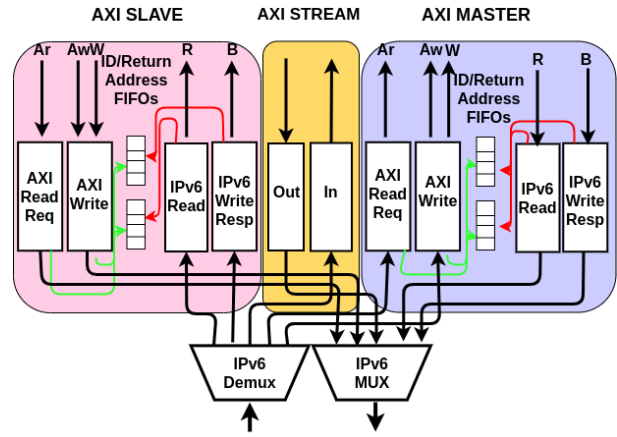 AXI SLAVE
AXI STREAM
AXI MASTER
Ar
AwW
R
B
Ar
Aw W
R
B
ID/Return
Address
FIFOs
ID/Return
Address
FIFOs
AXI
Read
Req
AXI
Write
IPv6
Read
IPv6
Write
Resp
Out
In
AXI
Read
Req
AXI
Write
IPv6
Read
IPv6
Write
Resp
IPv6
Demux
IPv6
MUX